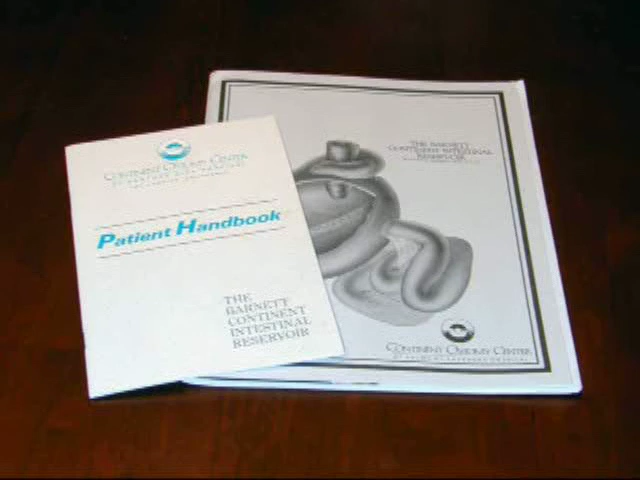 CONTINENT OSTOMY CENTER
Patient Handbook
THE
BARNETT
CONTINENT
INTESTINAL
RESERVOIR
THE BARNETT
CONTINENT INTESTINAL
RESERVOIR
CONTINENT OSTOMY CENTER